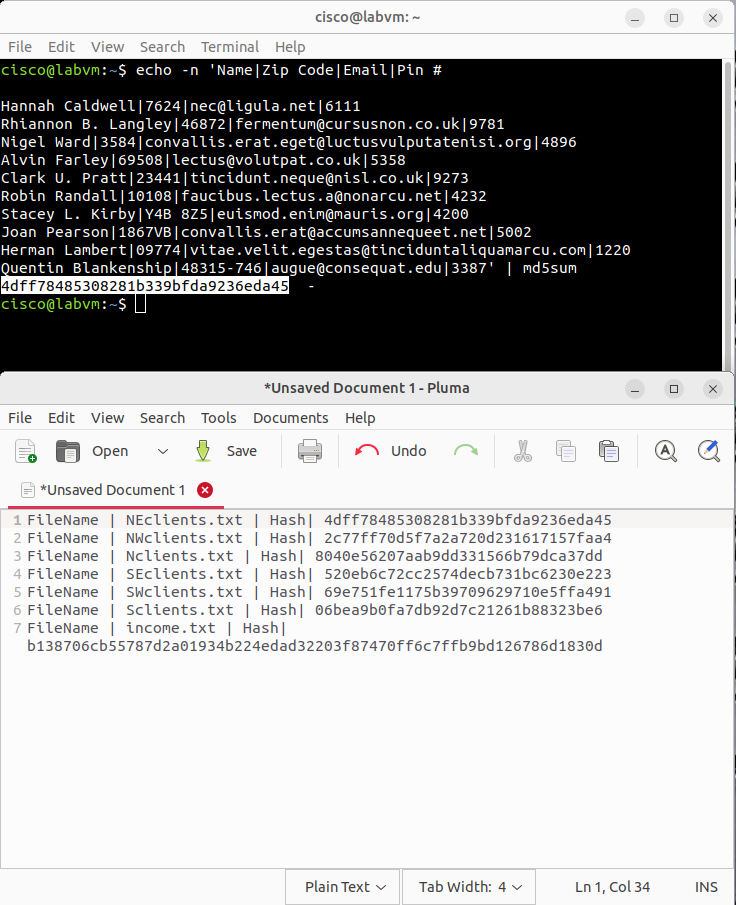 cisco@labvm: ~
File Edit View Search Terminal Help
cisco@labvm:~$ echo -n 'Name|Zip Code|Email|Pin #
Hannah Caldwell|7624|nec@ligula.net|6111
Rhiannon B. Langley|46872|fermentum@cursusnon.co.uk|9781
Nigel Ward|3584|convallis.erat.eget@luctusvulputatenisi.org|4896
Alvin Farley|69508|lectus@volutpat.co.uk|5358
Clark U. Pratt|23441|tincidunt.neque@nisl.co.uk|9273
Robin Randall|10108|faucibus.lectus.a@nonarcu.net|4232
Stacey L. Kirby|Y4B 8Z5|euismod.enim@mauris.org|4200
Joan Pearson|1867VB|convallis.erat@accumsannequeet.net|5002
Herman Lambert|09774|vitae.velit.egestas@tinciduntaliquamarcu.com|1220
Quentin Blankenship|48315-746|augue@consequat.edu|3387' | md5sum
4dff78485308281b339bfda9236eda45  -
cisco@labvm:~$
*Unsaved Document 1 - Pluma
File Edit View Search Tools Documents Help
Open Save Undo
*Unsaved Document 1
1 FileName | NEclients.txt | Hash| 4dff78485308281b339bfda9236eda45
2 FileName | NWclients.txt | Hash| 2c77ff70d5f7a2a720d231617157faa4
3 FileName | Nclients.txt | Hash| 8040e56207aab9dd331566b79dca37dd
4 FileName | SEclients.txt | Hash| 520eb6c72cc2574decb731bc6230e223
5 FileName | SWclients.txt | Hash| 69e751fe1175b39709629710e5ffa491
6 FileName | Sclients.txt | Hash| 06bea9b0fa7db92d7c21261b88323be6
7 FileName | income.txt | Hash|
b138706cb55787d2a01934b224edad32203f87470ff6c7ffb9bd126786d1830d
Plain Text Tab Width: 4 Ln 1, Col 34 INS